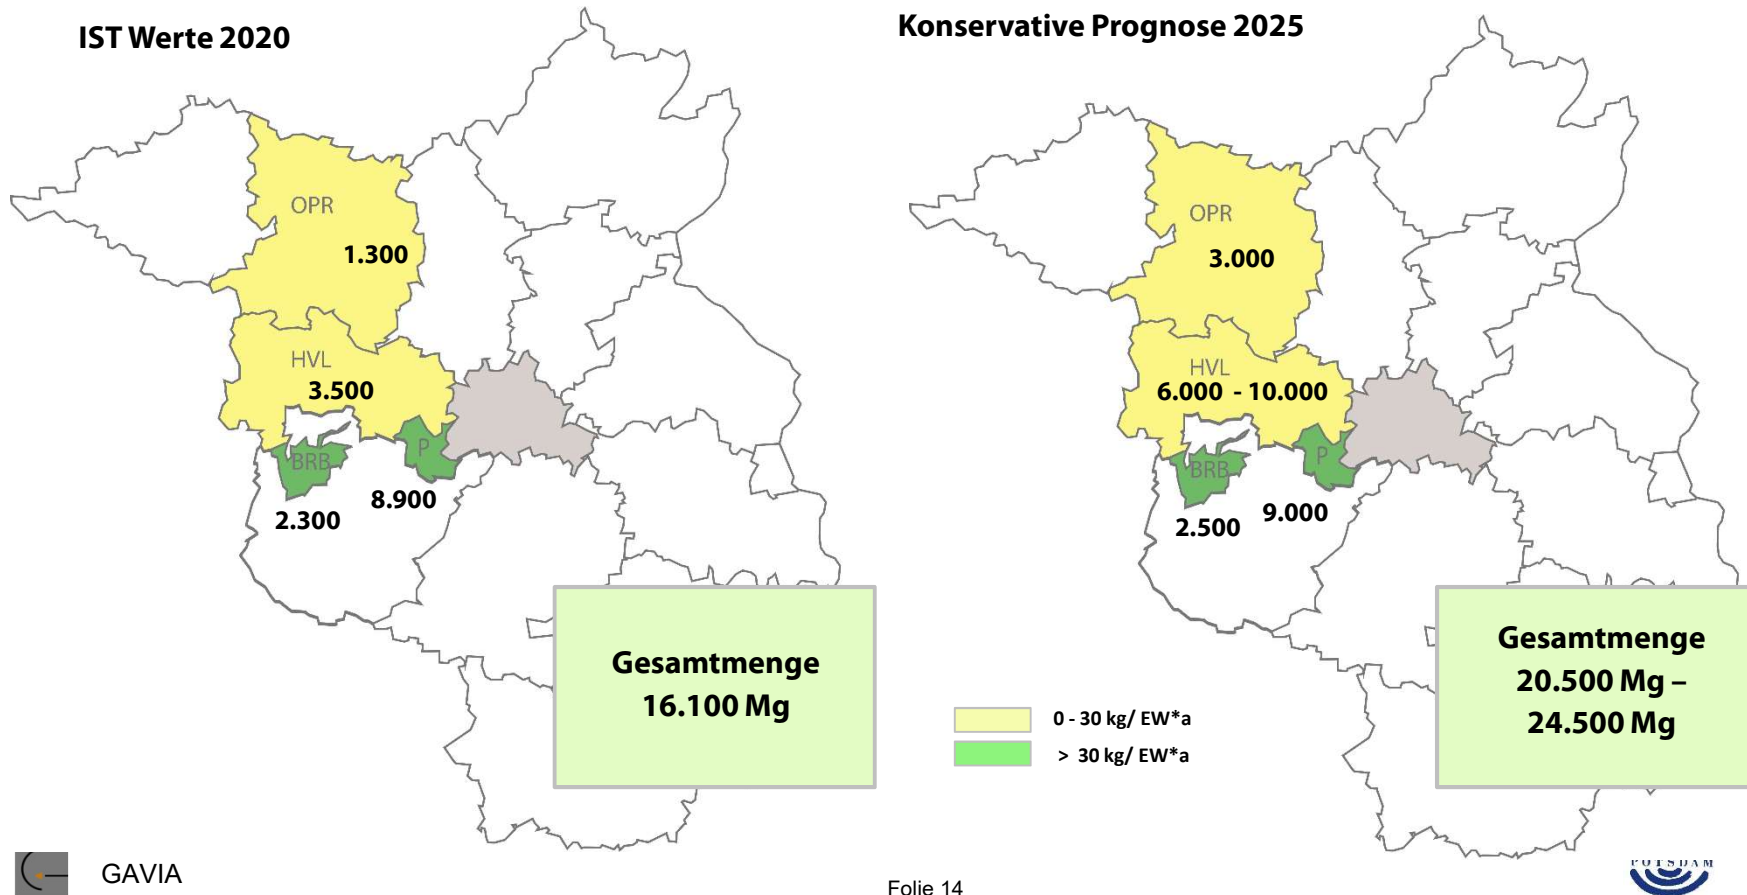 IST Werte 2020
OPR
1.300
HVL
3.500
BRB
P
2.300
8.900
Gesamtmenge
16.100 Mg
Konservative Prognose 2025
OPR
3.000
HVL
6.000 - 10.000
BRB
P
2.500
9.000
Gesamtmenge
20.500 Mg –
24.500 Mg
0 - 30 kg/ EW*a
> 30 kg/ EW*a
GAVIA
Folie 14
POTSDAM